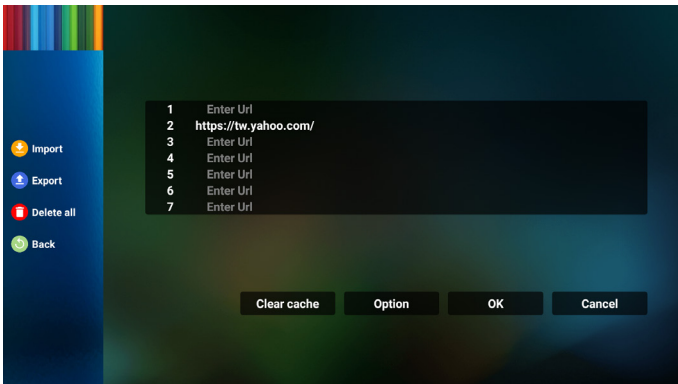 1 Enter Url
2 https://tw.yahoo.com/
3 Enter Url
4 Enter Url
5 Enter Url
6 Enter Url
7 Enter Url
Import
Export
Delete all
Back
Clear cache Option OK Cancel